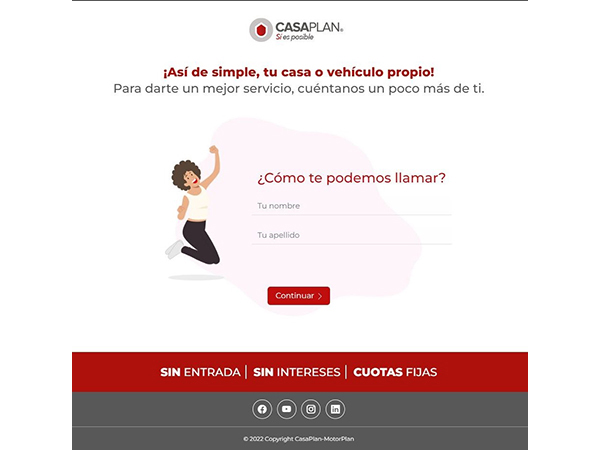 CASAPLAN®
Sí es posible
¡Así de simple, tu casa o vehículo propio!
Para darte un mejor servicio, cuéntanos un poco más de ti.
¿Cómo te podemos llamar?
Tu nombre
Tu apellido
Continuar
SIN ENTRADA | SIN INTERESES | CUOTAS FIJAS
© 2022 Copyright CasaPlan-MotorPlan